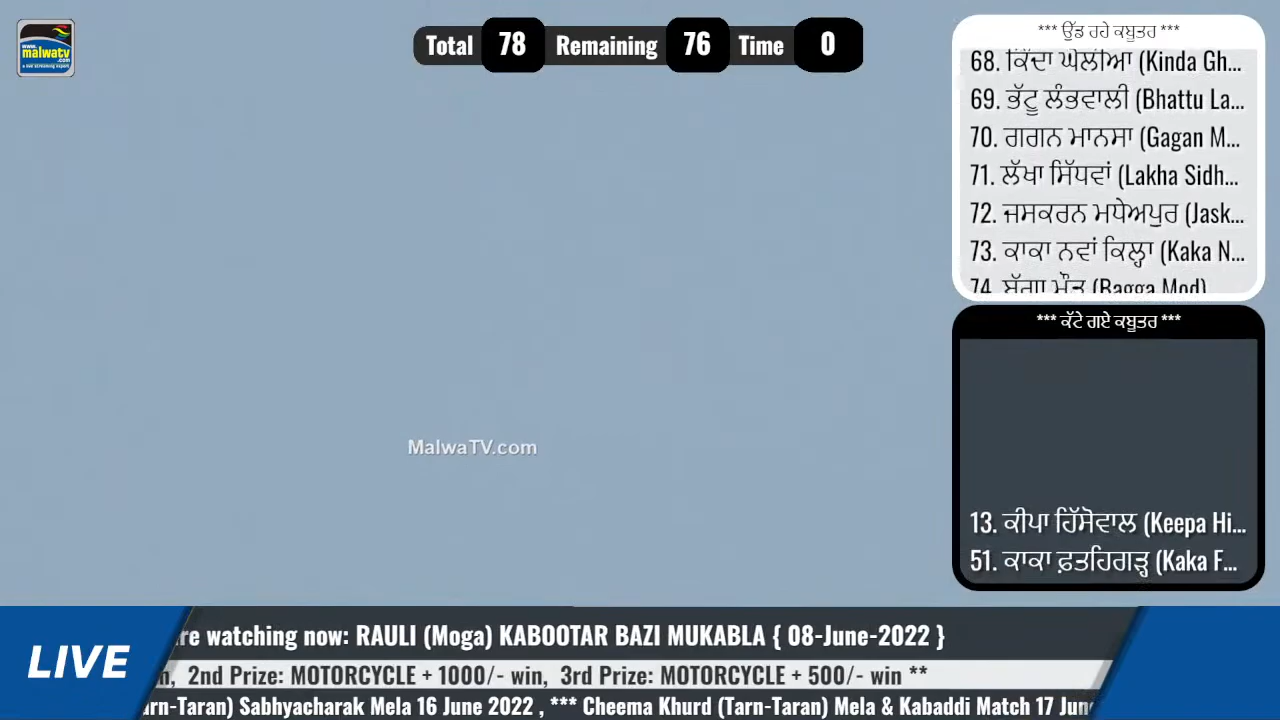 www.
malwatv
.com
Total 78 Remaining 76 Time 0
*** ਉੱਡ ਰਹੇ ਕਬੂਤਰ ***
68. ਕਿੰਦਾ ਘੋਲੀਆ (Kinda Gh...
69. ਭੱਟੂ ਲੰਭਵਾਲੀ (Bhattu La...
70. ਗਗਨ ਮਾਨਸਾ (Gagan M...
71. ਲੱਖਾ ਸਿੱਧਵਾਂ (Lakha Sidh...
72. ਜਸਕਰਨ ਮਧੇਅਪੁਰ (Jask...
73. ਕਾਕਾ ਨਵਾਂ ਕਿਲ੍ਹਾ (Kaka N...
74. ਬੱਗਾ ਮੌੜ (Bagga Mod)
*** ਕੱਟੇ ਗਏ ਕਬੂਤਰ ***
13. ਕੀਪਾ ਹਿੱਸੋਵਾਲ (Keepa Hi...
51. ਕਾਕਾ ਫ਼ਤਹਿਗੜ੍ਹ (Kaka F...
MalwaTV.com
LIVE
re watching now: RAULI (Moga) KABOOTAR BAZI MUKABLA { 08-June-2022 }
n, 2nd Prize: MOTORCYCLE + 1000/- win, 3rd Prize: MOTORCYCLE + 500/- win **
arn-Taran) Sabhyacharak Mela 16 June 2022 , *** Cheema Khurd (Tarn-Taran) Mela & Kabaddi Match 17 June